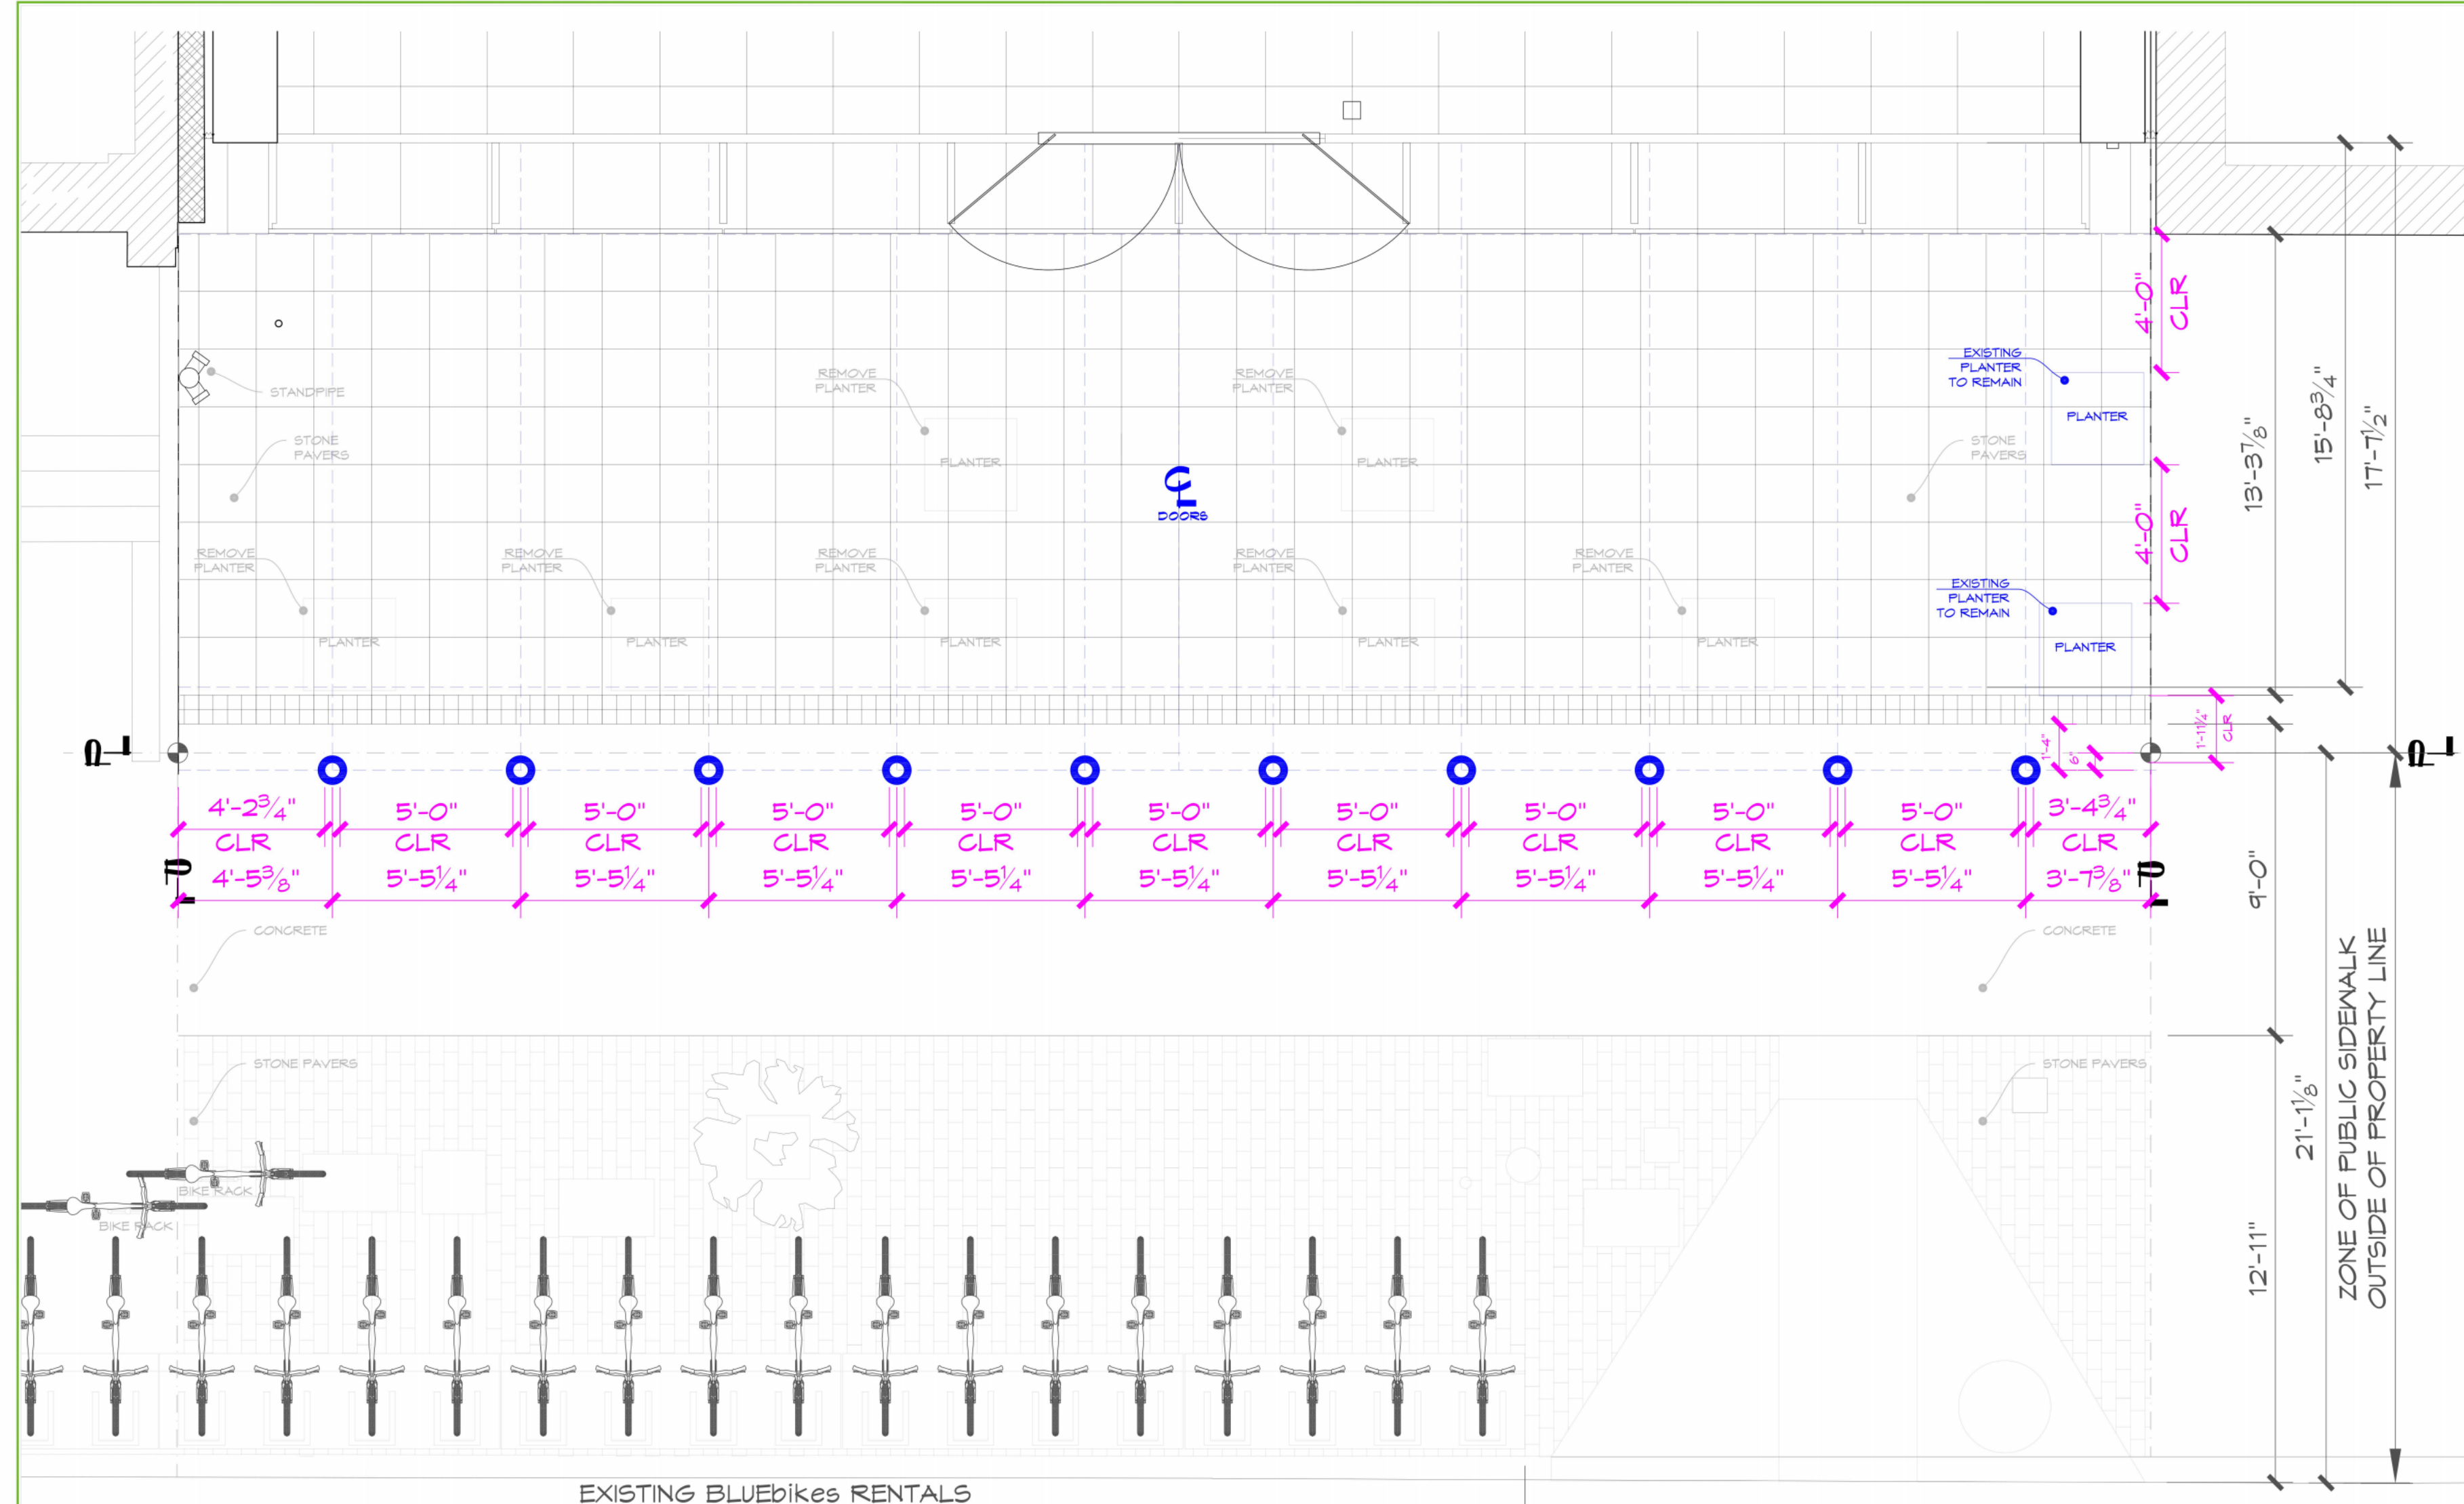 4'-0"
CLR
EXISTING
PLANTER
TO REMAIN
PLANTER
REMOVE
PLANTER
PLANTER
REMOVE
PLANTER
PLANTER
STANDPIPE
STONE
PAVERS
STONE
PAVERS
DOORS
13'-3⅞"
15'-8¾"
17'-7½"
4'-0"
CLR
REMOVE
PLANTER
PLANTER
REMOVE
PLANTER
PLANTER
REMOVE
PLANTER
PLANTER
REMOVE
PLANTER
PLANTER
REMOVE
PLANTER
PLANTER
EXISTING
PLANTER
TO REMAIN
PLANTER
1'-11¼"
CLR
1'-4"
6"
4'-2¾" 5'-0" 5'-0" 5'-0" 5'-0" 5'-0" 5'-0" 5'-0" 5'-0" 5'-0" 3'-4¾"
CLR CLR CLR CLR CLR CLR CLR CLR CLR CLR CLR
4'-5⅜" 5'-5¼" 5'-5¼" 5'-5¼" 5'-5¼" 5'-5¼" 5'-5¼" 5'-5¼" 5'-5¼" 5'-5¼" 3'-7⅜"
9'-0"
CONCRETE
CONCRETE
STONE PAVERS
STONE PAVERS
21'-1⅛"
ZONE OF PUBLIC SIDEWALK
OUTSIDE OF PROPERTY LINE
12'-11"
BIKE RACK
BIKE RACK
EXISTING BLUEbikes RENTALS